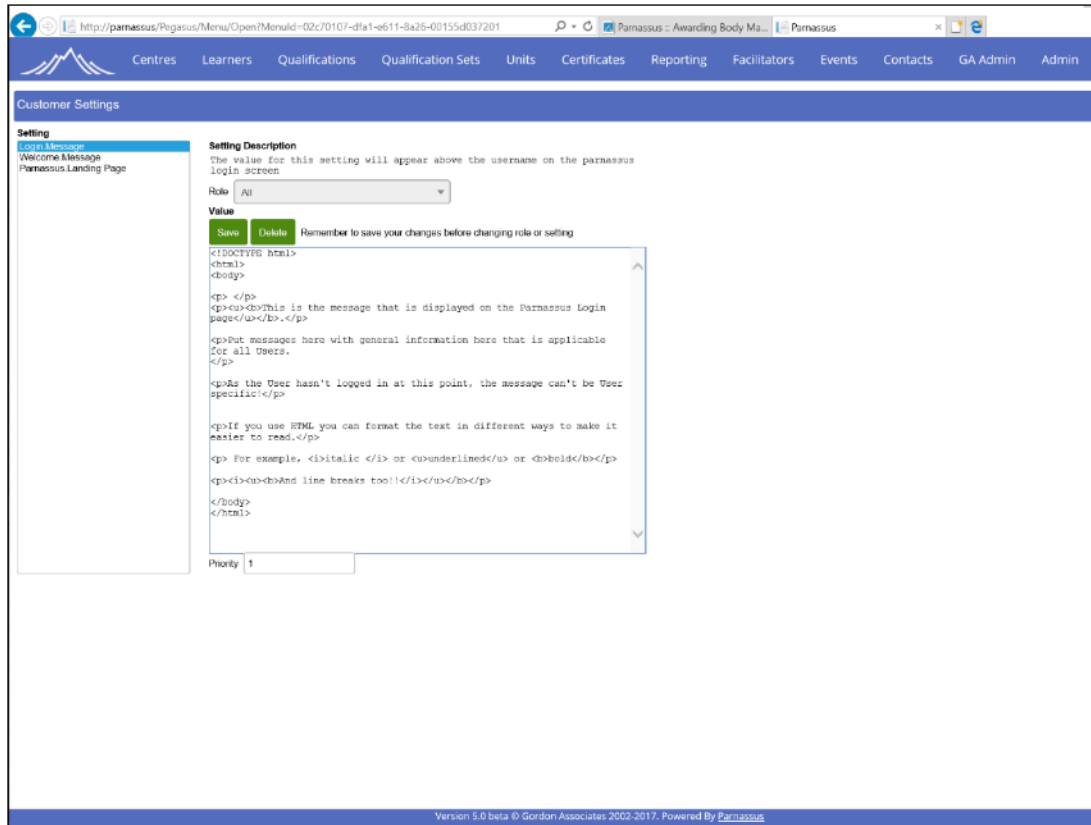 http://parnassus/Pegasus/Menu/Open?MenuId=02c70107-dfa1-e611-8a26-00155d037201
Parnassus :: Awarding Body Ma...
Parnassus
Centres Learners Qualifications Qualification Sets Units Certificates Reporting Facilitators Events Contacts GA Admin Admin
Customer Settings
Setting
Login.Message
Welcome.Message
Parnassus.Landing Page
Setting Description
The value for this setting will appear above the username on the parnassus
login screen
Role All
Value
Save Delete Remember to save your changes before changing role or setting
<!DOCTYPE html>
<html>
<body>
<p> </p>
<p><u><b>This is the message that is displayed on the Parnassus Login
page</u></b>.</p>
<p>Put messages here with general information here that is applicable
for all Users.
</p>
<p>As the User hasn't logged in at this point, the message can't be User
specific!</p>
<p>If you use HTML you can format the text in different ways to make it
easier to read.</p>
<p> For example, <i>italic </i> or <u>underlined</u> or <b>bold</b></p>
<p><i><u><b>And line breaks too!!</i></u></b></p>
</body>
</html>
Priority 1
Version 5.0 beta © Gordon Associates 2002-2017. Powered By Parnassus